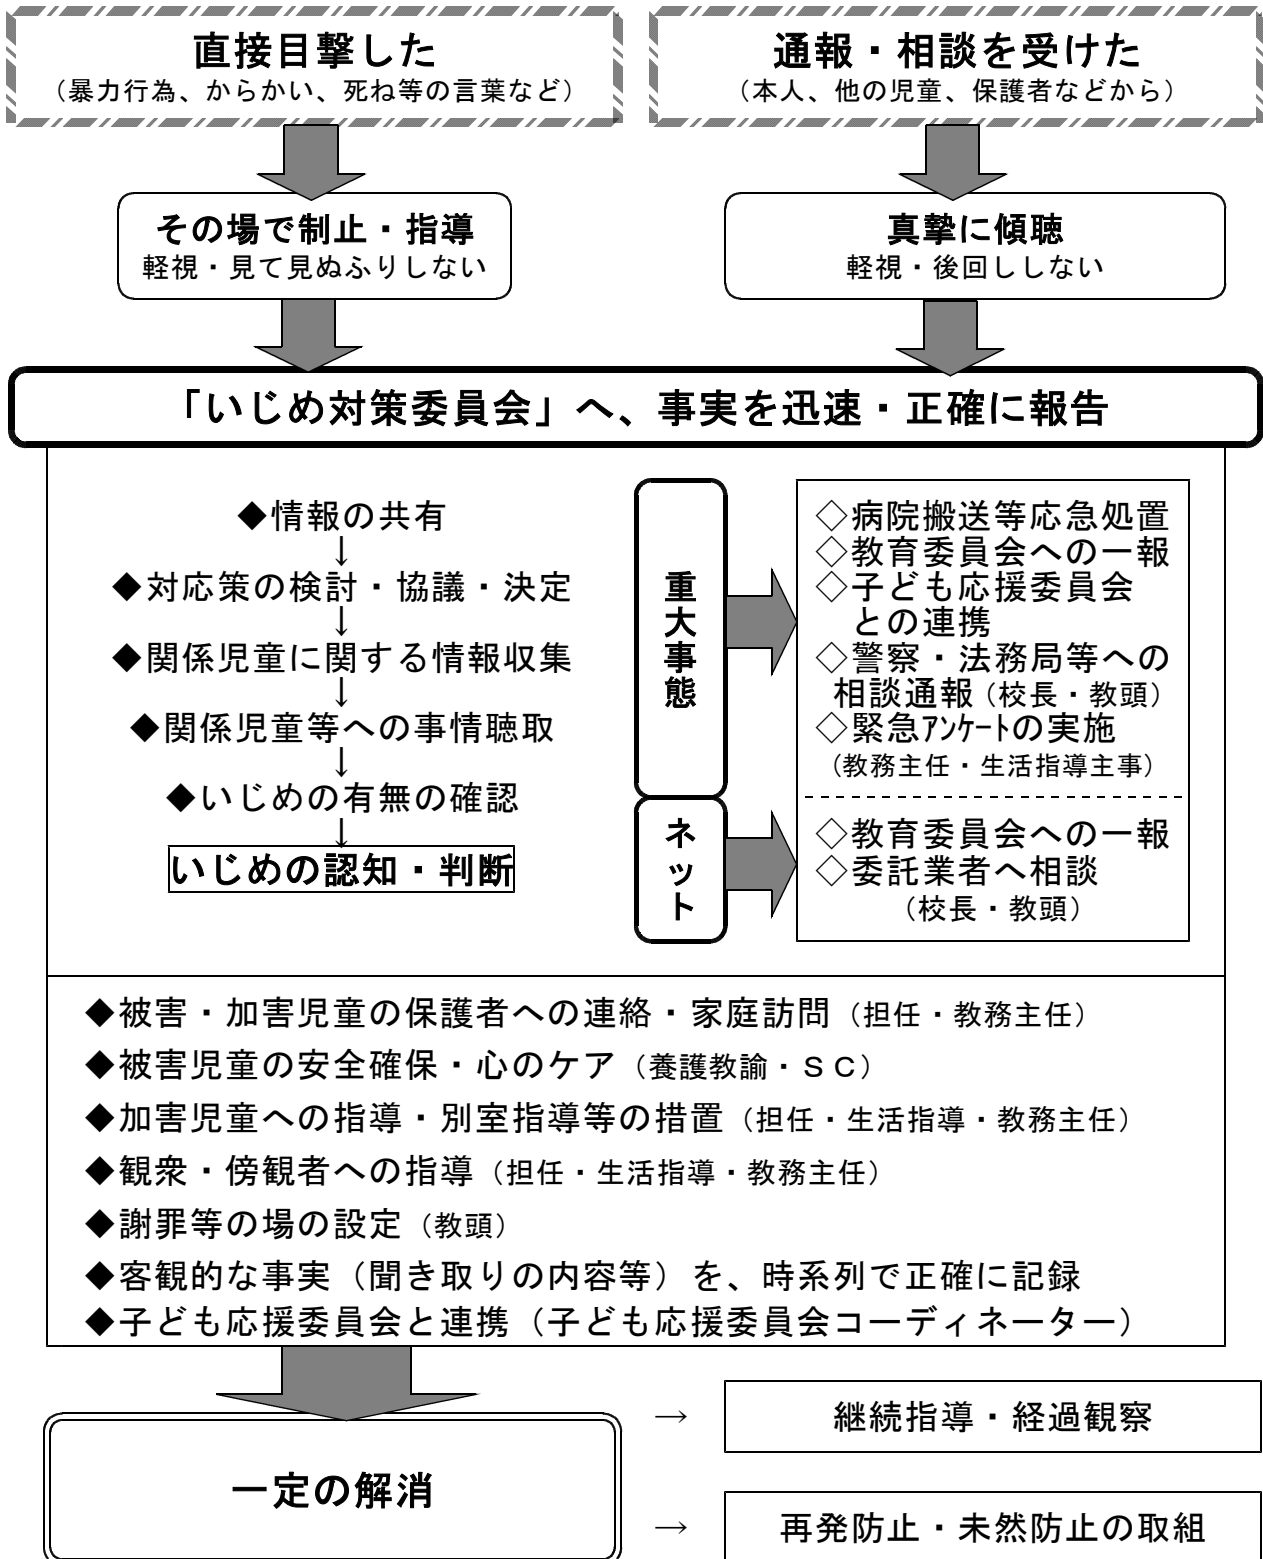 直接目撃した
（暴力行為、からかい、死ね等の言葉など）
通報・相談を受けた
（本人、他の児童、保護者などから）
その場で制止・指導
軽視・見て見ぬふりしない
真摯に傾聴
軽視・後回ししない
「いじめ対策委員会」へ、事実を迅速・正確に報告
◆情報の共有
↓
◆対応策の検討・協議・決定
↓
◆関係児童に関する情報収集
↓
◆関係児童等への事情聴取
↓
◆いじめの有無の確認
↓
いじめの認知・判断
重大事態
◇病院搬送等応急処置
◇教育委員会への一報
◇子ども応援委員会
との連携
◇警察・法務局等への
相談通報（校長・教頭）
◇緊急ｱﾝｹｰﾄの実施
（教務主任・生活指導主事）
ネット
◇教育委員会への一報
◇委託業者へ相談
（校長・教頭）
◆被害・加害児童の保護者への連絡・家庭訪問（担任・教務主任）
◆被害児童の安全確保・心のケア（養護教諭・ＳＣ）
◆加害児童への指導・別室指導等の措置（担任・生活指導・教務主任）
◆観衆・傍観者への指導（担任・生活指導・教務主任）
◆謝罪等の場の設定（教頭）
◆客観的な事実（聞き取りの内容等）を、時系列で正確に記録
◆子ども応援委員会と連携（子ども応援委員会コーディネーター）
一定の解消
→ 継続指導・経過観察
→ 再発防止・未然防止の取組